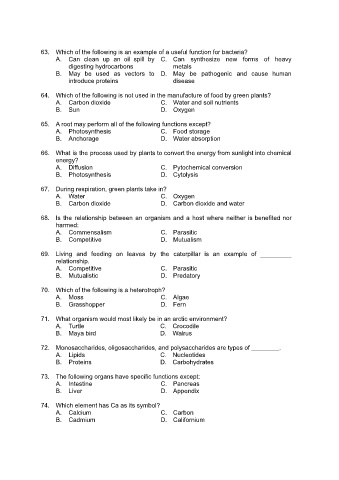 63. Which of the following is an example of a useful function for bacteria?
A. Can clean up an oil spill by digesting hydrocarbons
C. Can synthesize new forms of heavy metals
B. May be used as vectors to introduce proteins
D. May be pathogenic and cause human disease
64. Which of the following is not used in the manufacture of food by green plants?
A. Carbon dioxide C. Water and soil nutrients
B. Sun D. Oxygen
65. A root may perform all of the following functions except?
A. Photosynthesis C. Food storage
B. Anchorage D. Water absorption
66. What is the process used by plants to convert the energy from sunlight into chemical
energy?
A. Diffusion C. Pytochemical conversion
B. Photosynthesis D. Cytolysis
67. During respiration, green plants take in?
A. Water C. Oxygen
B. Carbon dioxide D. Carbon dioxide and water
68. Is the relationship between an organism and a host where neither is benefited nor
harmed:
A. Commensalism C. Parasitic
B. Competitive D. Mutualism
69. Living and feeding on leaves by the caterpillar is an example of _________
relationship.
A. Competitive C. Parasitic
B. Mutualistic D. Predatory
70. Which of the following is a heterotroph?
A. Moss C. Algae
B. Grasshopper D. Fern
71. What organism would most likely be in an arctic environment?
A. Turtle C. Crocodile
B. Maya bird D. Walrus
72. Monosaccharides, oligosaccharides, and polysaccharides are types of ________.
A. Lipids C. Nucleotides
B. Proteins D. Carbohydrates
73. The following organs have specific functions except:
A. Intestine C. Pancreas
B. Liver D. Appendix
74. Which element has Ca as its symbol?
A. Calcium C. Carbon
B. Cadmium D. Californium